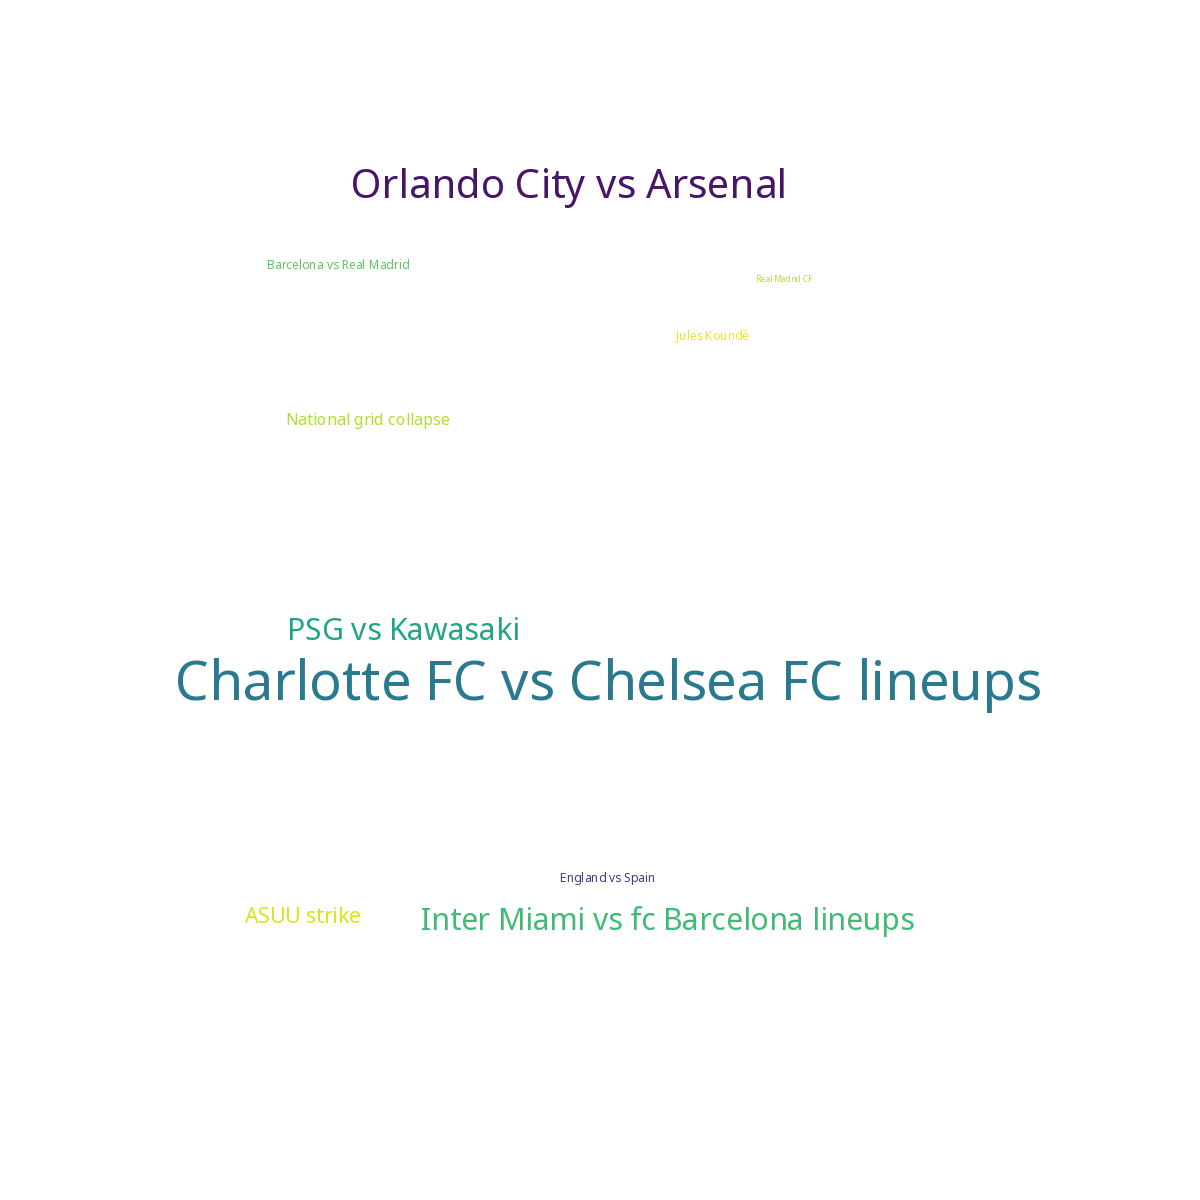 Orlando City vs Arsenal
Barcelona vs Real Madrid
Real Madrid CF
Jules Koundé
National grid collapse
PSG vs Kawasaki
Charlotte FC vs Chelsea FC lineups
England vs Spain
ASUU strike
Inter Miami vs fc Barcelona lineups